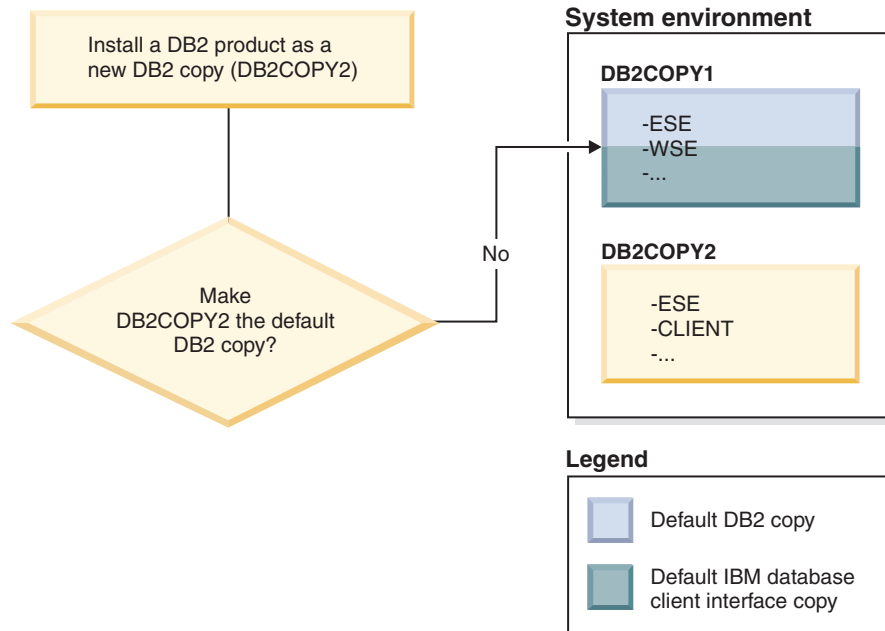 Install a DB2 product as a
new DB2 copy (DB2COPY2)
Make
DB2COPY2 the default
DB2 copy?
No
System environment
DB2COPY1
-ESE
-WSE
-...
DB2COPY2
-ESE
-CLIENT
-...
Legend
Default DB2 copy
Default IBM database
client interface copy